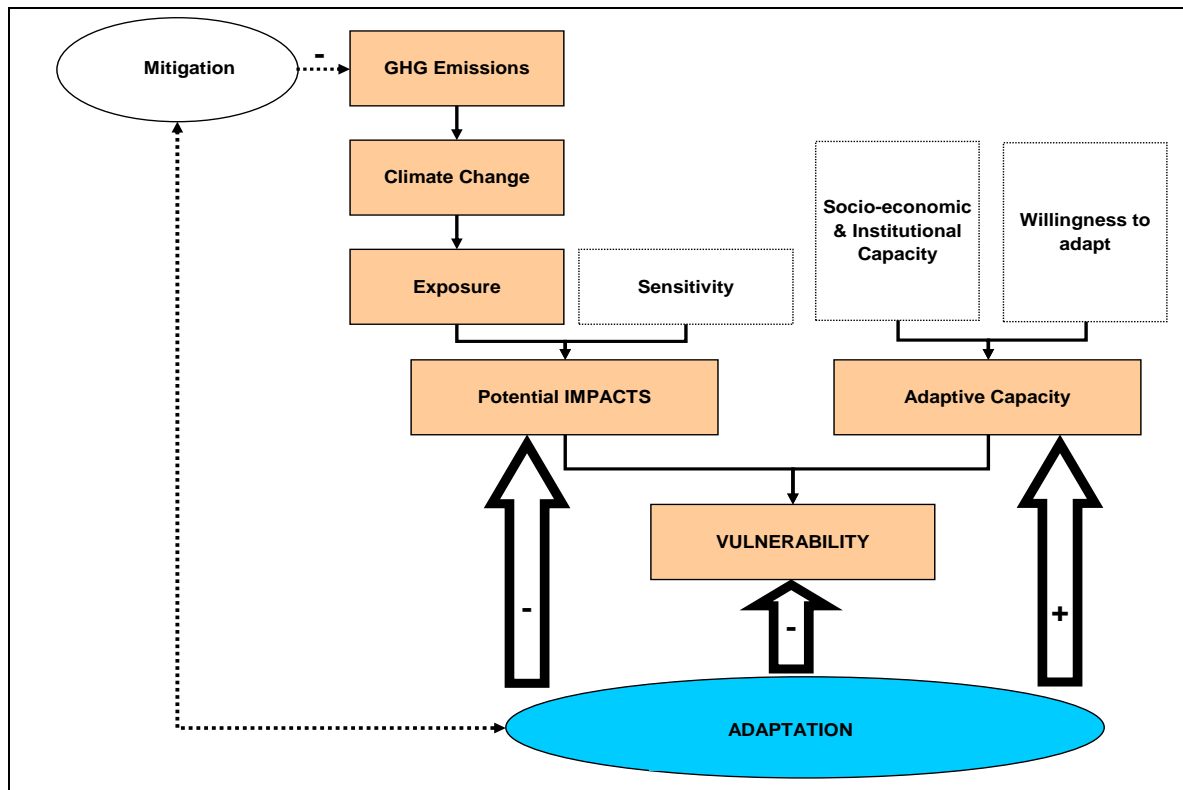 Mitigation
-
GHG Emissions
Climate Change
Socio-economic
& Institutional
Capacity
Willingness to
adapt
Exposure
Sensitivity
Potential IMPACTS
Adaptive Capacity
VULNERABILITY
-
-
+
ADAPTATION